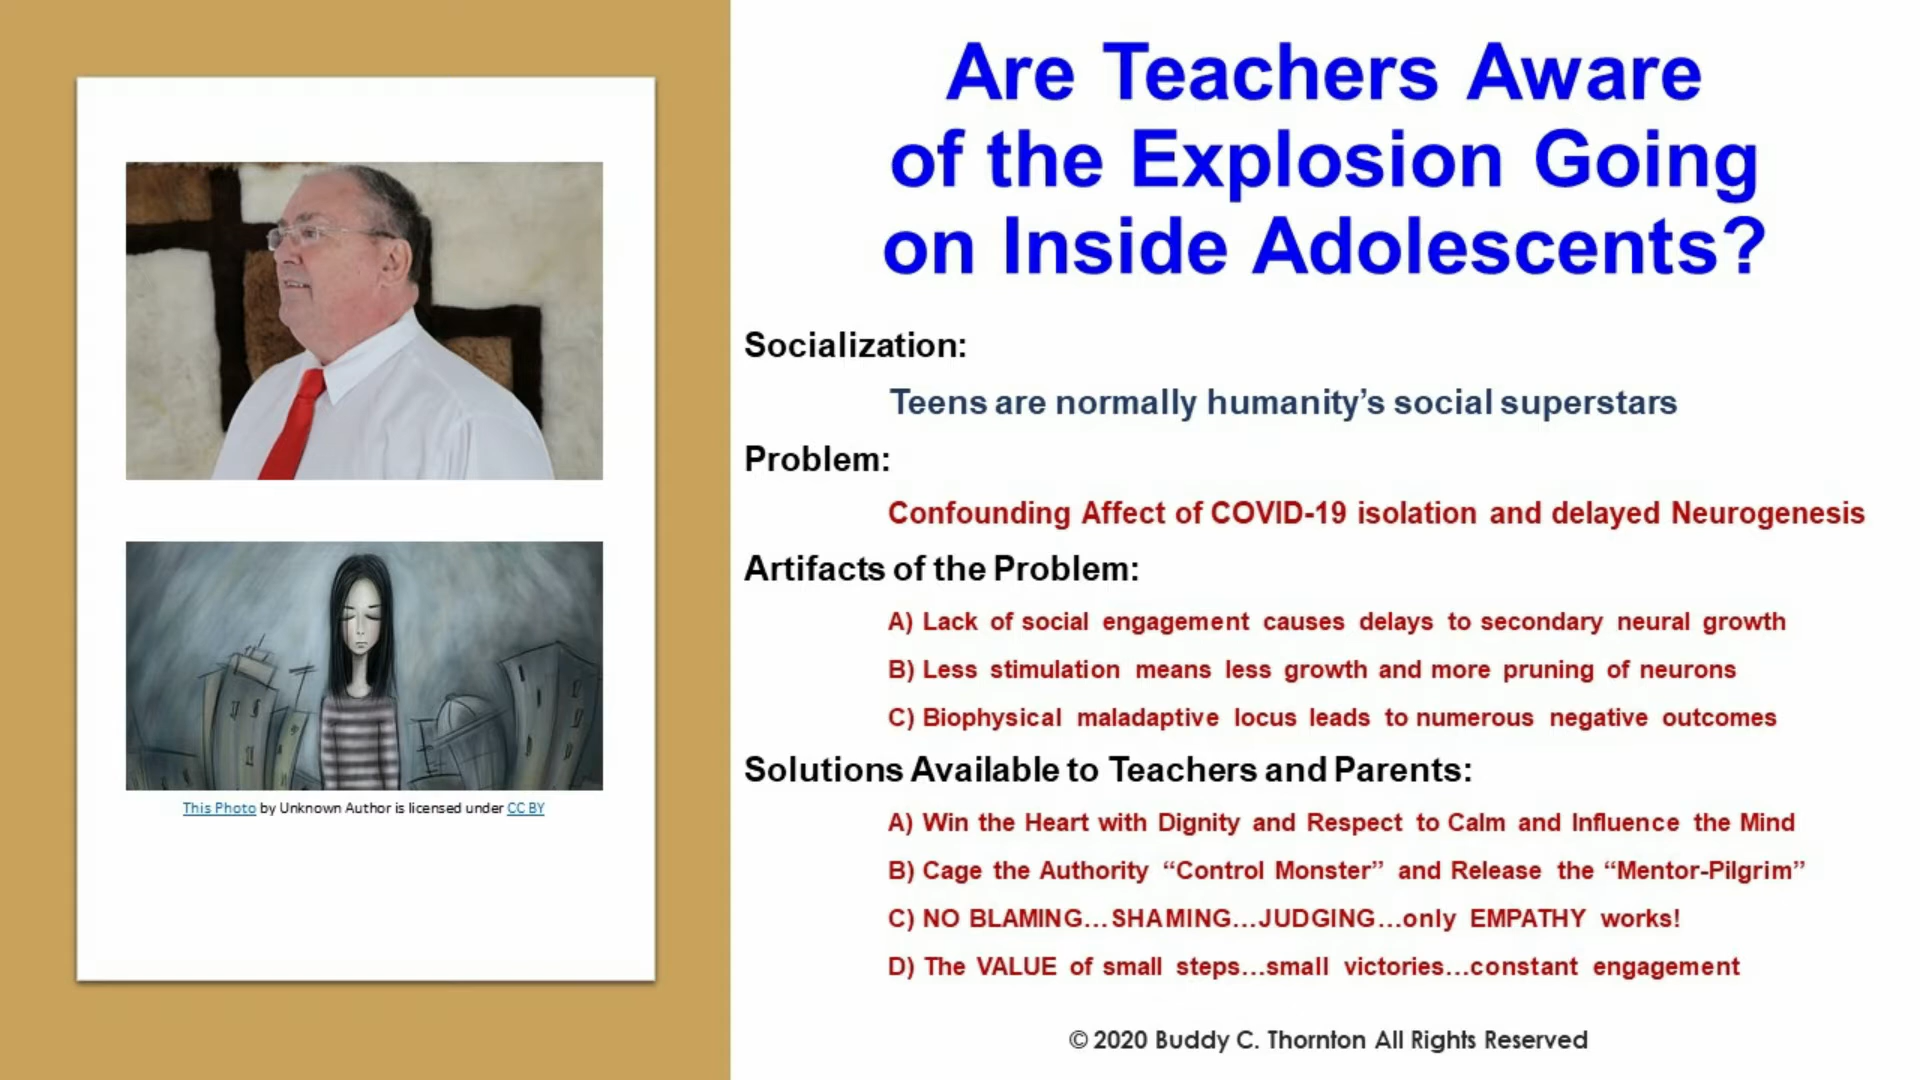 Are Teachers Aware
of the Explosion Going
on Inside Adolescents?
Socialization:
Teens are normally humanity’s social superstars
Problem:
Confounding Affect of COVID-19 isolation and delayed Neurogenesis
Artifacts of the Problem:
A) Lack of social engagement causes delays to secondary neural growth
B) Less stimulation means less growth and more pruning of neurons
C) Biophysical maladaptive locus leads to numerous negative outcomes
Solutions Available to Teachers and Parents:
A) Win the Heart with Dignity and Respect to Calm and Influence the Mind
B) Cage the Authority “Control Monster” and Release the “Mentor-Pilgrim”
C) NO BLAMING…SHAMING…JUDGING…only EMPATHY works!
D) The VALUE of small steps…small victories…constant engagement
This Photo by Unknown Author is licensed under CC BY
© 2020 Buddy C. Thornton All Rights Reserved